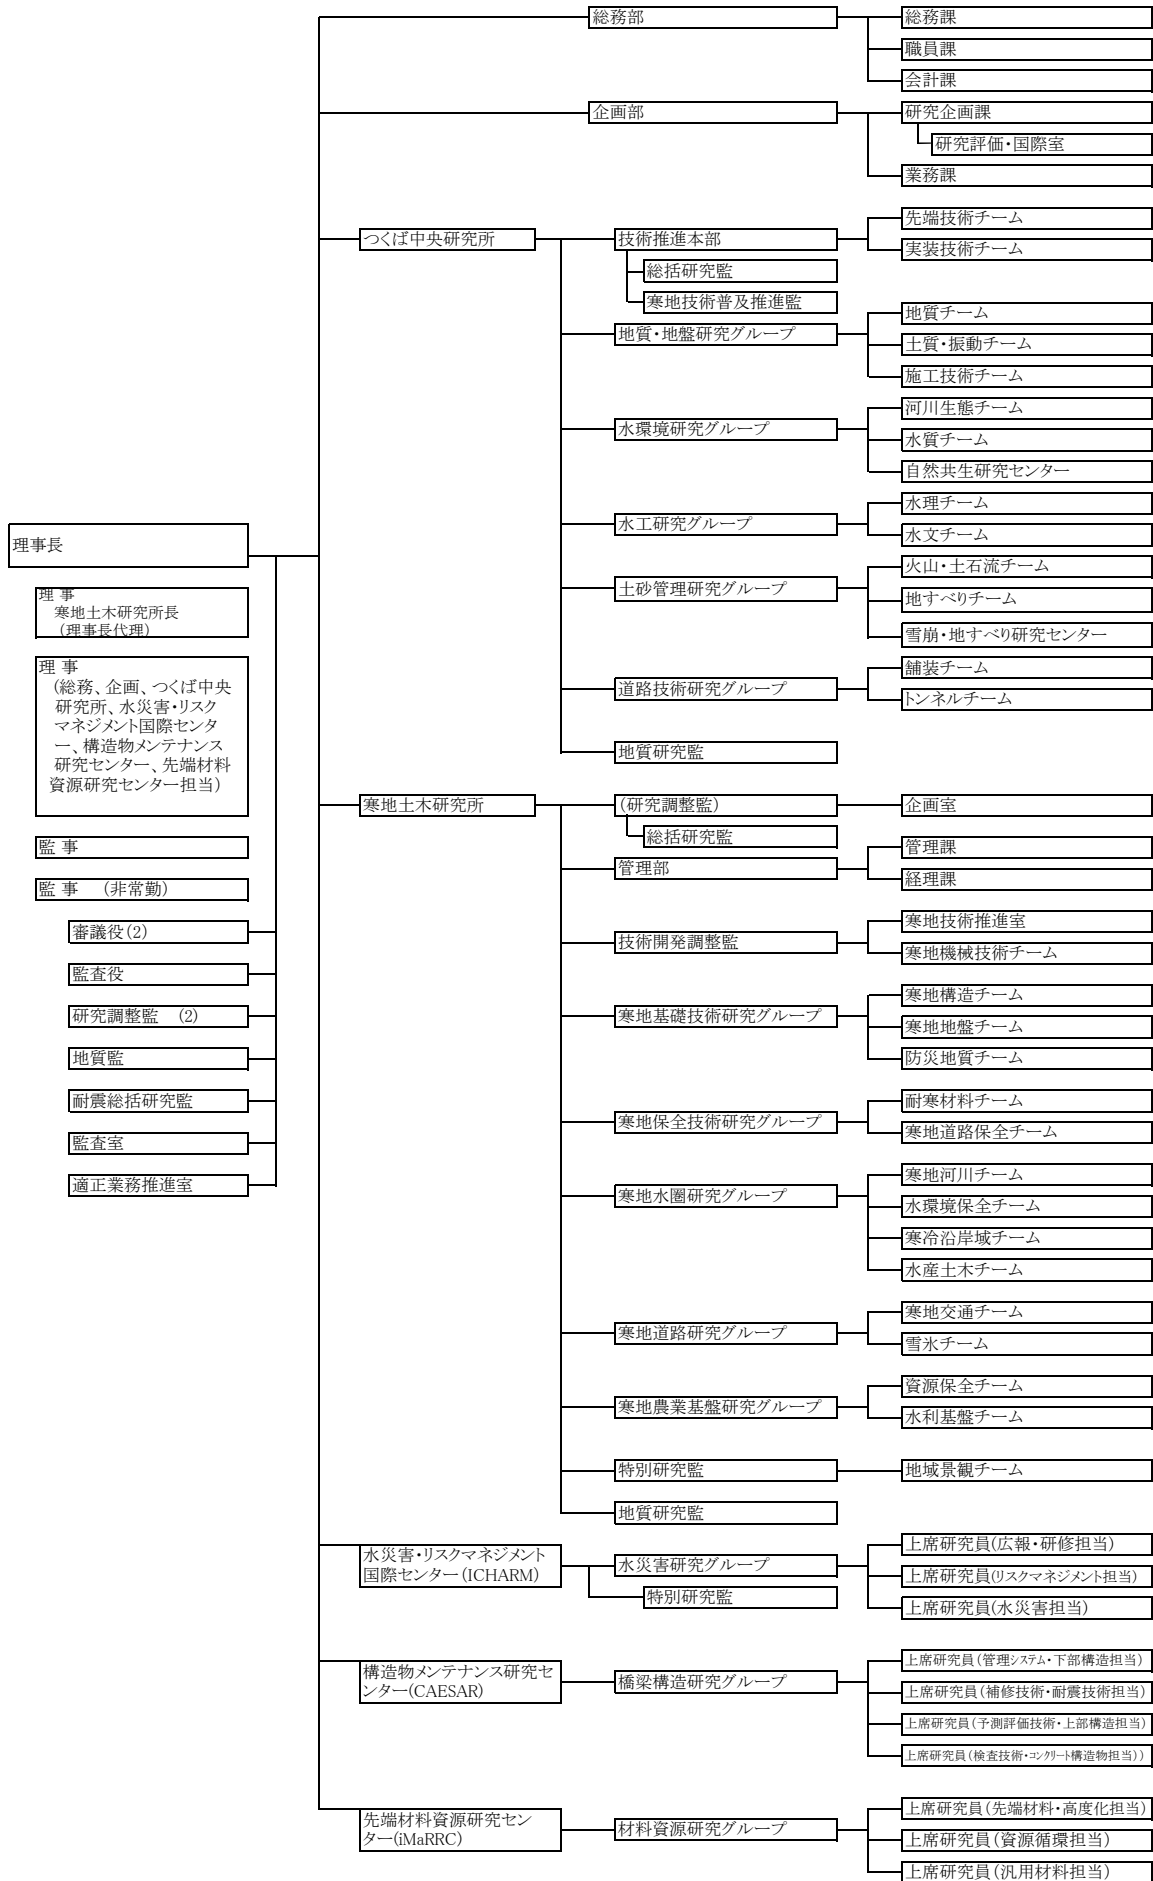 総務部
総務課
職員課
会計課
企画部
研究企画課
研究評価・国際室
業務課
つくば中央研究所
技術推進本部
先端技術チーム
実装技術チーム
総括研究監
寒地技術普及推進監
地質・地盤研究グループ
地質チーム
土質・振動チーム
施工技術チーム
水環境研究グループ
河川生態チーム
水質チーム
自然共生研究センター
水工研究グループ
水理チーム
水文チーム
土砂管理研究グループ
火山・土石流チーム
地すべりチーム
雪崩・地すべり研究センター
道路技術研究グループ
舗装チーム
トンネルチーム
地質研究監
理事長
理 事
寒地土木研究所長
(理事長代理)
理 事
(総務、企画、つくば中央
研究所、水災害・リスク
マネジメント国際センタ
ー、構造物メンテナンス
研究センター、先端材料
資源研究センター担当)
監 事
監 事 (非常勤)
審議役(2)
監査役
研究調整監 (2)
地質監
耐震総括研究監
監査室
適正業務推進室
寒地土木研究所
(研究調整監)
企画室
総括研究監
管理部
管理課
経理課
技術開発調整監
寒地技術推進室
寒地機械技術チーム
寒地基礎技術研究グループ
寒地構造チーム
寒地地盤チーム
防災地質チーム
寒地保全技術研究グループ
耐寒材料チーム
寒地道路保全チーム
寒地水圏研究グループ
寒地河川チーム
水環境保全チーム
寒冷沿岸域チーム
水産土木チーム
寒地道路研究グループ
寒地交通チーム
雪氷チーム
寒地農業基盤研究グループ
資源保全チーム
水利基盤チーム
特別研究監
地域景観チーム
地質研究監
水災害・リスクマネジメント
国際センター(ICHARM)
水災害研究グループ
特別研究監
上席研究員(広報・研修担当)
上席研究員(リスクマネジメント担当)
上席研究員(水災害担当)
構造物メンテナンス研究セ
ンター(CAESAR)
橋梁構造研究グループ
上席研究員(管理システム・下部構造担当)
上席研究員(補修技術・耐震技術担当)
上席研究員(予測評価技術・上部構造担当)
上席研究員(検査技術・コンクリート構造物担当))
先端材料資源研究セン
ター(iMaRRC)
材料資源研究グループ
上席研究員(先端材料・高度化担当)
上席研究員(資源循環担当)
上席研究員(汎用材料担当)